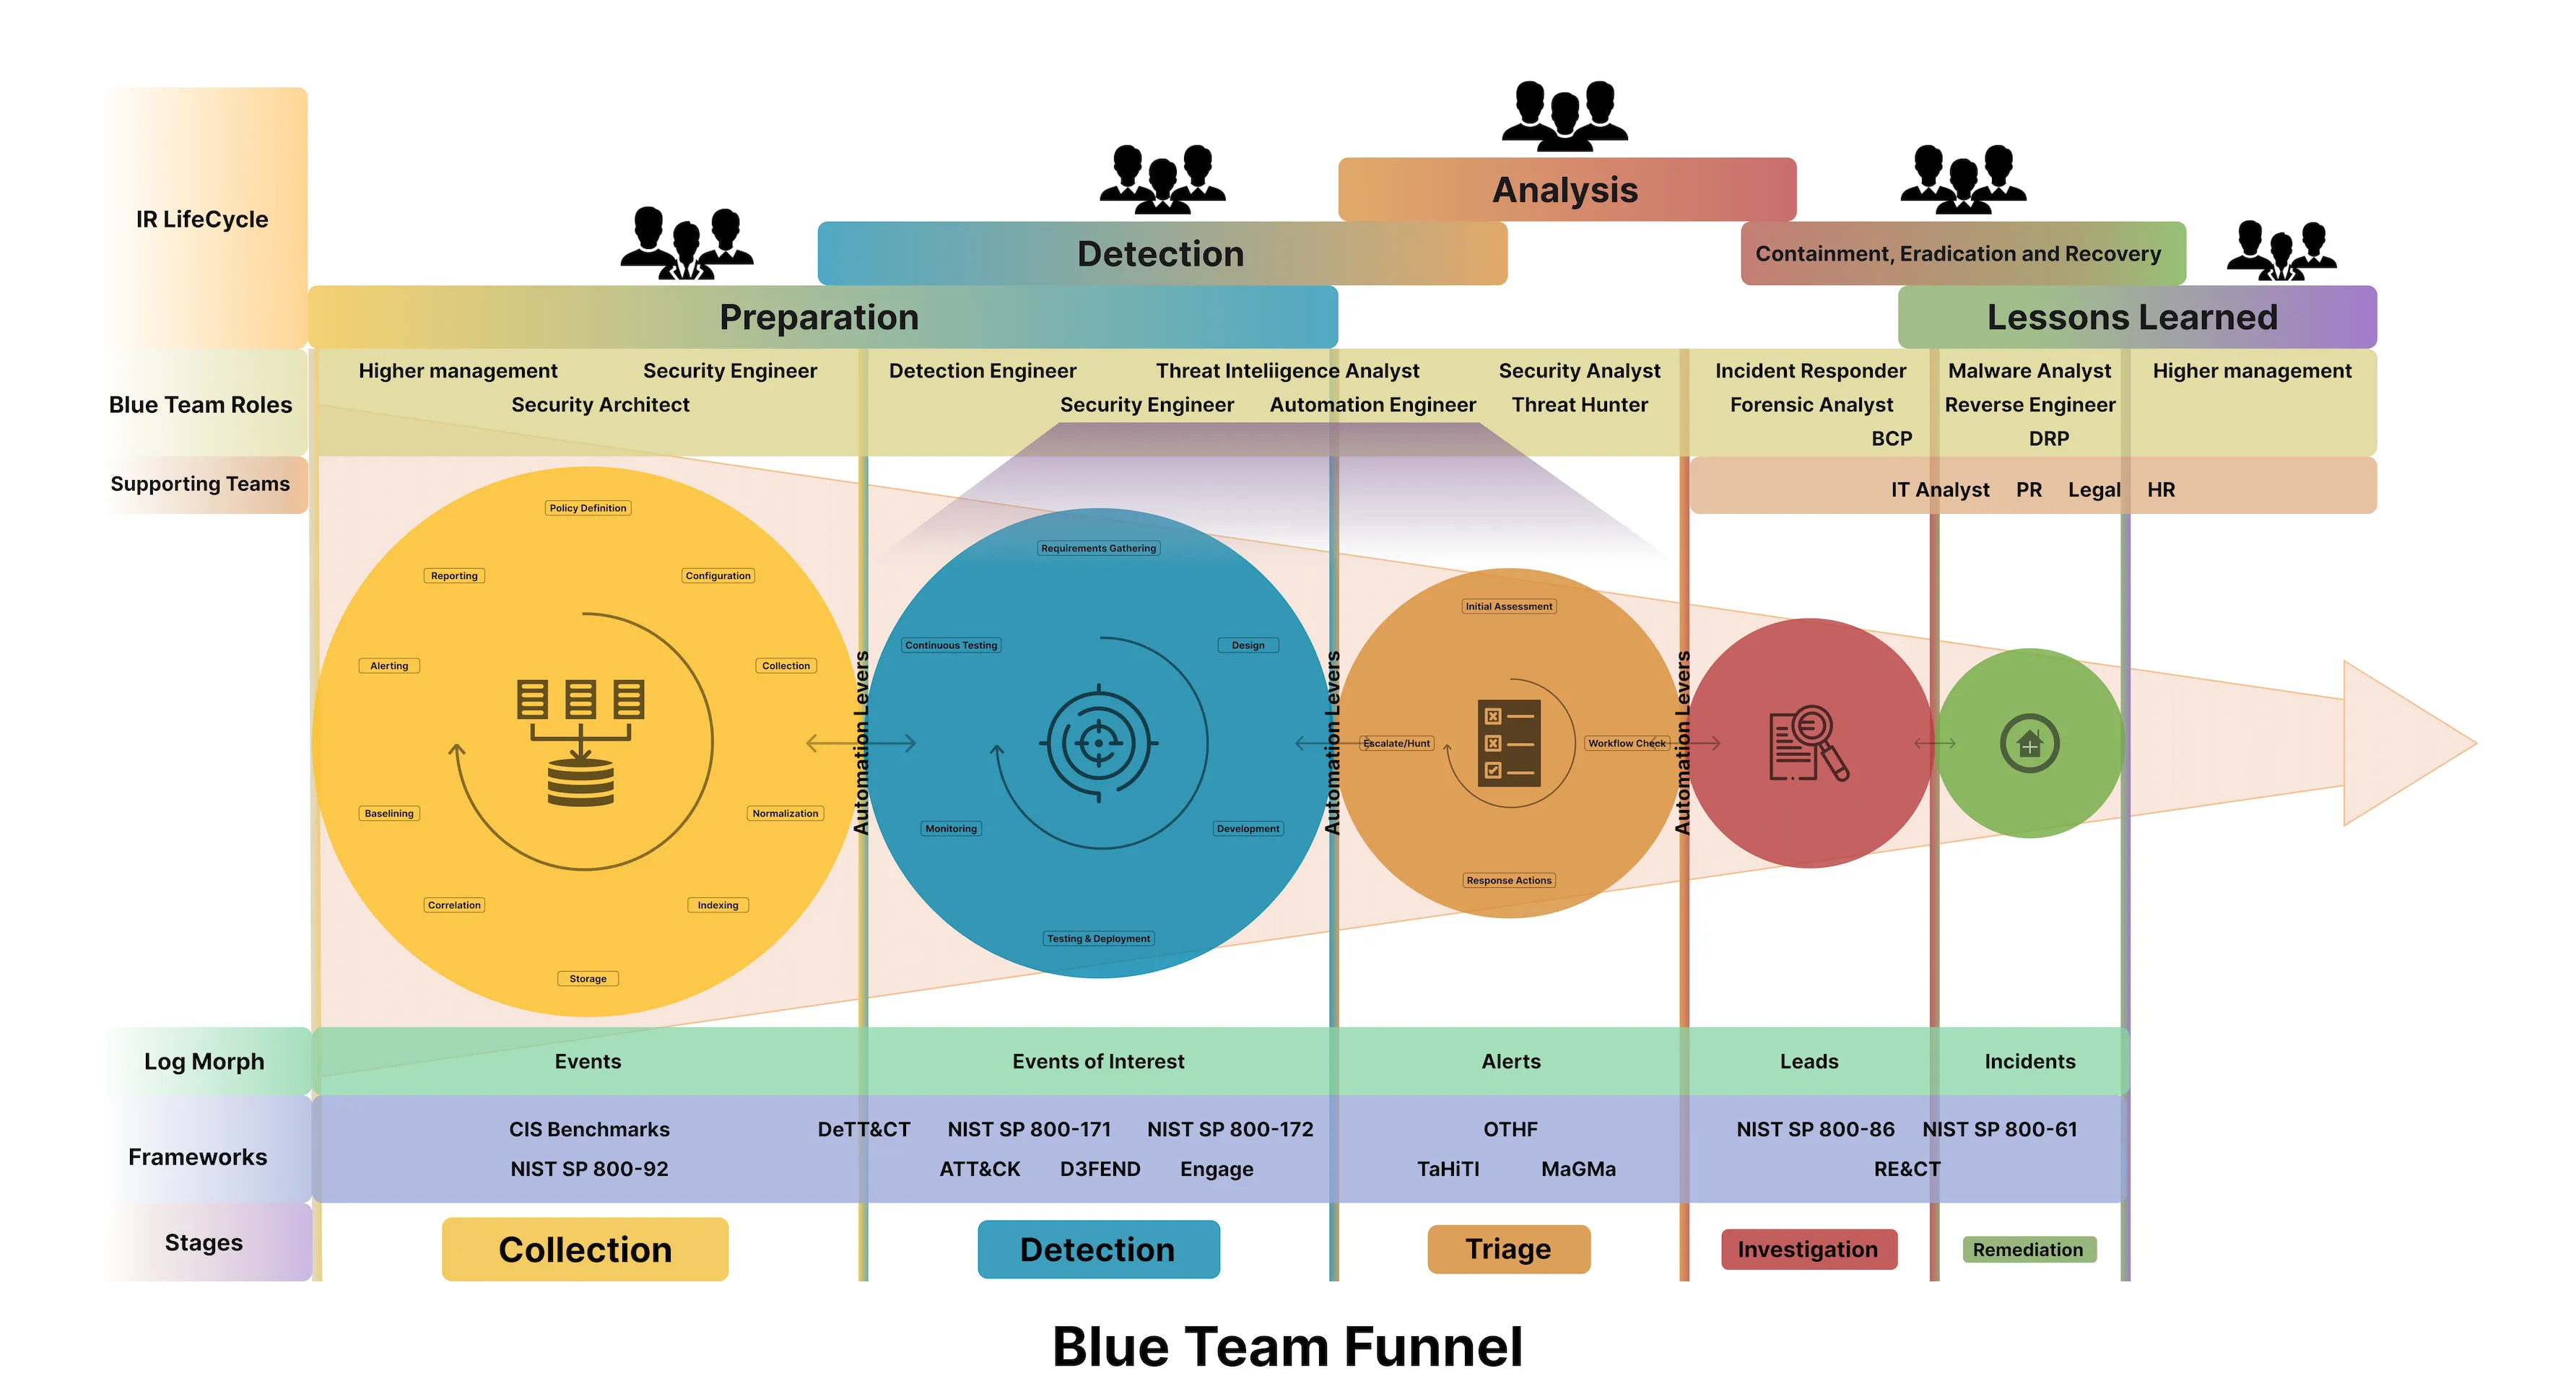 Analysis
Detection
Containment, Eradication and Recovery
IR LifeCycle
Preparation
Lessons Learned
Blue Team Roles
Higher management
Security Engineer
Detection Engineer
Threat Inteliigence Analyst
Security Analyst
Incident Responder
Malware Analyst
Higher management
Security Architect
Security Engineer
Automation Engineer
Threat Hunter
Forensic Analyst
Reverse Engineer
BCP
DRP
Supporting Teams
IT Analyst
PR
Legal
HR
Policy Definition
Configuration
Collection
Normalization
Indexing
Storage
Correlation
Baselining
Alerting
Reporting
Automation Levers
Requirements Gathering
Design
Development
Testing & Deployment
Monitoring
Continuous Testing
Automation Levers
Initial Assessment
Workflow Check
Response Actions
Escalate/Hunt
Automation Levers
Log Morph
Events
Events of Interest
Alerts
Leads
Incidents
Frameworks
CIS Benchmarks
DeTT&CT
NIST SP 800-171
NIST SP 800-172
OTHF
NIST SP 800-86
NIST SP 800-61
NIST SP 800-92
ATT&CK
D3FEND
Engage
TaHiTI
MaGMa
RE&CT
Stages
Collection
Detection
Triage
Investigation
Remediation
Blue Team Funnel